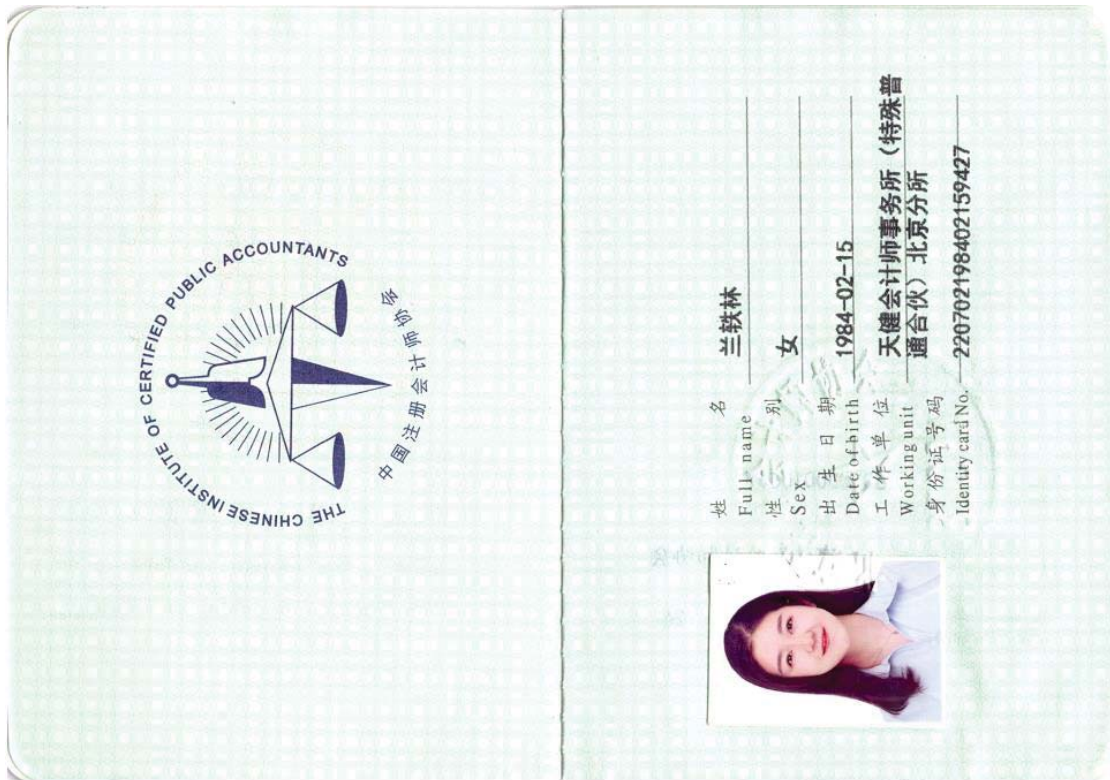 THE CHINESE INSTITUTE OF CERTIFIED PUBLIC ACCOUNTANTS
中国注册会计师协会
姓 名 兰轶林
Full name
性 别 女
Sex
出 生 日 期 1984-02-15
Date of birth
工 作 单 位 天健会计师事务所（特殊普
Working unit 通合伙）北京分所
身份证号码 220702198402159427
Identity card No.